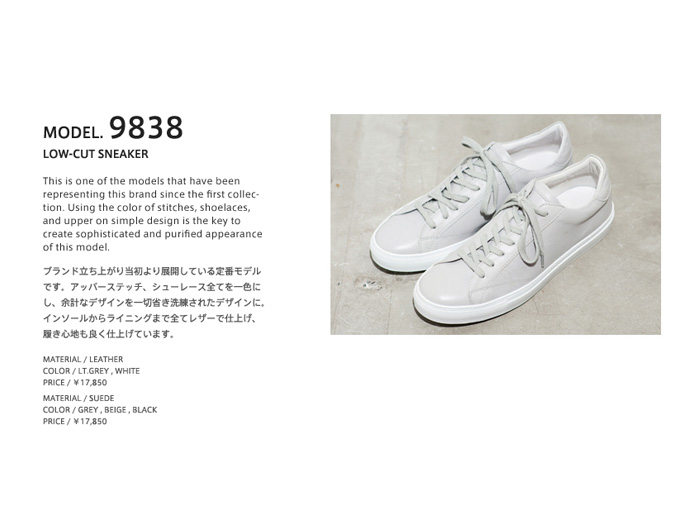 MODEL. 9838
LOW-CUT SNEAKER
This is one of the models that have been
representing this brand since the first collec-
tion. Using the color of stitches, shoelaces,
and upper on simple design is the key to
create sophisticated and purified appearance
of this model.
ブランド立ち上がり当初より展開している定番モデル
です。アッパーステッチ、シューレース全てを一色に
し、余計なデザインを一切省き洗練されたデザインに。
インソールからライニングまで全てレザーで仕上げ、
履き心地も良く仕上げています。
MATERIAL / LEATHER
COLOR / LT.GREY , WHITE
PRICE / ￥17,850
MATERIAL / SUEDE
COLOR / GREY , BEIGE , BLACK
PRICE / ￥17,850